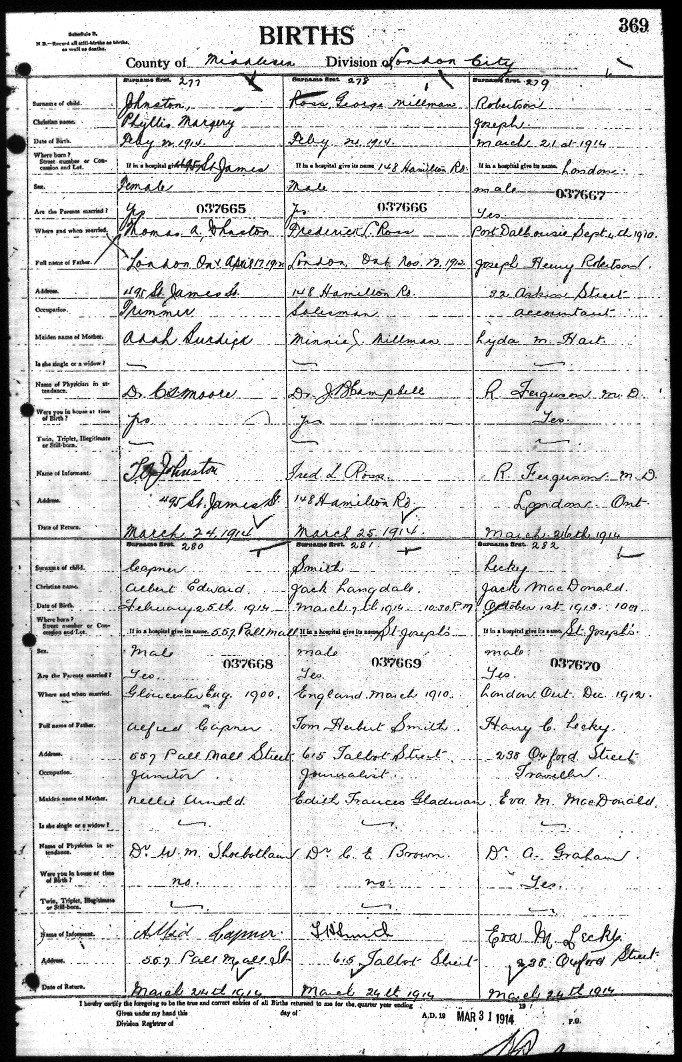 Schedule B.
N.B.—Record all still-births as births, as well as deaths.
BIRTHS
369
County of Middlesex Division of London City
Surname first. 277 Surname first. 278 Surname first. 279
Surname of child. Johnston, Ross, George Millman Robertson
Christian name. Phyllis Margery Joseph
Date of Birth. Feby 1914. Feby 1914. March 21st 1914
Where born? Street number or Concession and Lot. If in a hospital give its name. St James If in a hospital give its name 148 Hamilton Rd. If in a hospital give its name. London.
Sex. Female Male male
037665 037666 037667
Are the Parents married? Yes Yes Yes.
Where and when married. Thomas A. Johnston Frederick L. Ross Port Dalhousie Sept. 4th 1910.
Full name of Father. London Ont April 17, London Ont. Nov. 12, 1912 Joseph Henry Robertson.
Address. 495 St. James St. 148 Hamilton Rd. 22 Askin Street
Occupation. Trimmer Salesman accountant
Maiden name of Mother. Adah Burdick Minnie Millman Lyda M. Hart
Is she single or a widow?
Name of Physician in attendance. Dr. C S Moore Dr. J B Campbell R. Ferguson M.D.
Were you in house at time of Birth? yes yes Yes.
Twin, Triplet, Illegitimate or Still-born.
Name of Informant. Johnston Fred L Ross R. Ferguson M.D.
Address 495 St. James St 148 Hamilton Rd. London Ont
Date of Return. March 24, 1914 March 25, 1914 March 26th 1914
Surname first. 280 Surname first. 281 Surname first. 282
Surname of child. Capner Smith Lecky
Christian name. Albert Edward. Jack Langdale. Jack MacDonald.
Date of Birth. February 25th 1914 March 7th 1914 10.30 P.M October 1st 1913
Where born? Street number or Concession and Lot. If in a hospital give its name. 557 Pall Mall If in a hospital give its name. St Joseph's If in a hospital give its name. St. Joseph's.
Sex. Male male male
037668 037669 037670
Are the Parents married? Yes. Yes. Yes.
Where and when married. Gloucester Eng. 1900. England March 1910. London Ont. Dec. 1912.
Full name of Father. Alfred Capner Tom Herbert Smith. Harry C. Lecky
Address. 557 Pall Mall Street 615 Talbot Street 238 Oxford Street
Occupation. Janitor Journalist. Traveller
Maiden name of Mother. Nellie Arnold. Edith Frances Gladman. Eva M. MacDonald.
Is she single or a widow?
Name of Physician in attendance. Dr. W. M. Shoebotham Dr. C. E. Brown. Dr. A. Graham
Were you in house at time of Birth? no. no. Yes.
Twin, Triplet, Illegitimate or Still-born.
Name of Informant. Alfred Capner. T H Smith Eva M. Lecky.
Address 557 Pall Mall St 615 Talbot Street 238 Oxford Street
Date of Return. March 24th 1914 March 24th 1914 March 24th 1914
I hereby certify the foregoing to be the true and correct entries of all Births returned to me for the quarter year ending 19
Given under my hand this day of A.D. 19 MAR 31 1914 P.O.
Division Registrar of